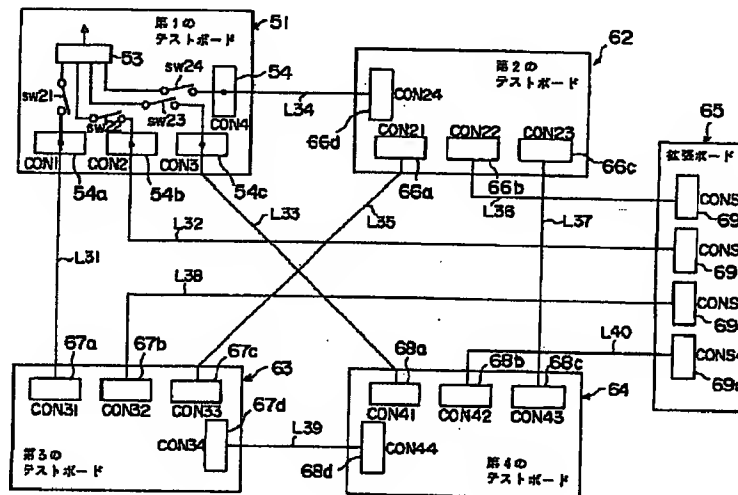 第1の
テストボード
51
53
sw24
54
sw21
sw23
CON4
L34
sw22
CON1
CON2
CON3
54a
54b
54c
第2の
テストボード
62
CON24
66d
CON21
CON22
CON23
66a
66b
66c
65
拡張ボード
L33
L35
L36
L37
L31
L32
L38
L40
69
69
69
67a
67b
67c
63
CON31
CON32
CON33
67d
CON34
第3の
テストボード
L39
68a
68b
68c
64
CON41
CON42
CON43
CON44
68d
第4の
テストボード